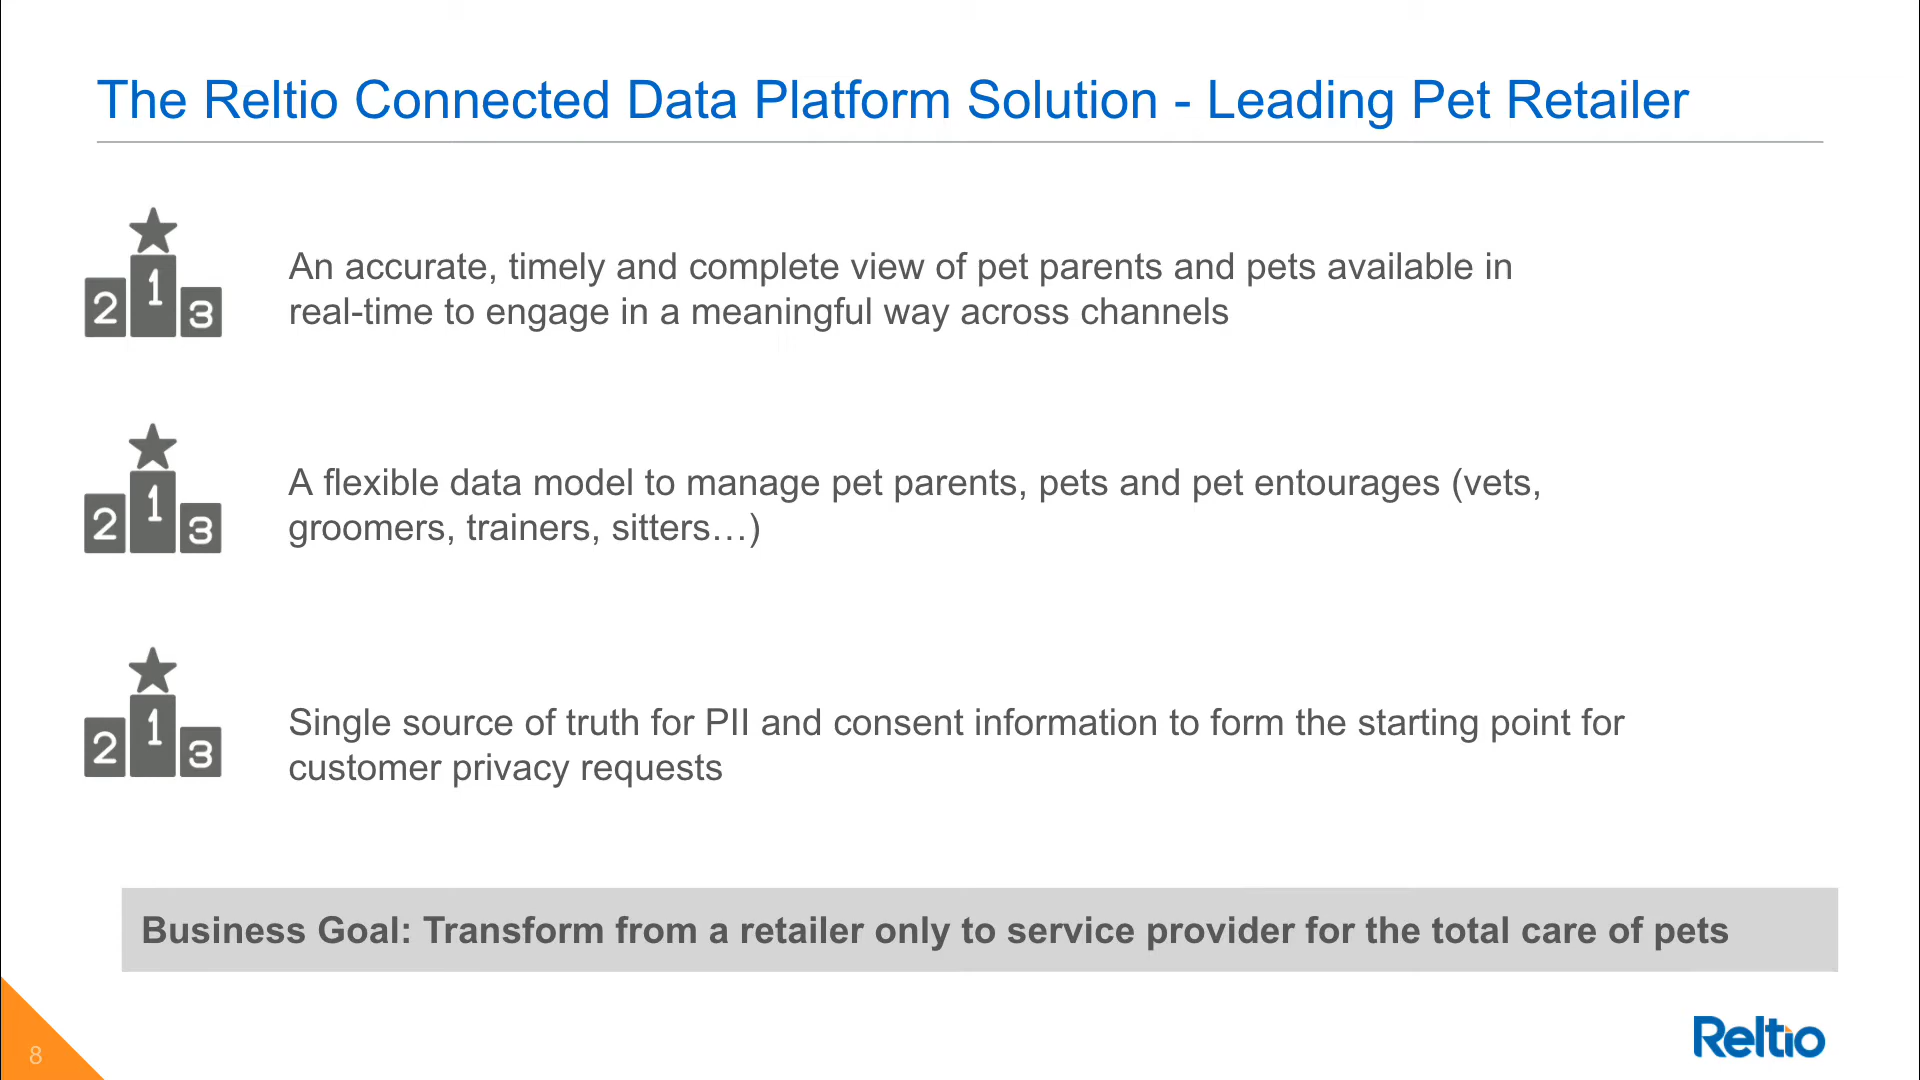 The Reltio Connected Data Platform Solution - Leading Pet Retailer
2 1 3
An accurate, timely and complete view of pet parents and pets available in
real-time to engage in a meaningful way across channels
2 1 3
A flexible data model to manage pet parents, pets and pet entourages (vets,
groomers, trainers, sitters…)
2 1 3
Single source of truth for PII and consent information to form the starting point for
customer privacy requests
Business Goal: Transform from a retailer only to service provider for the total care of pets
8
Reltio